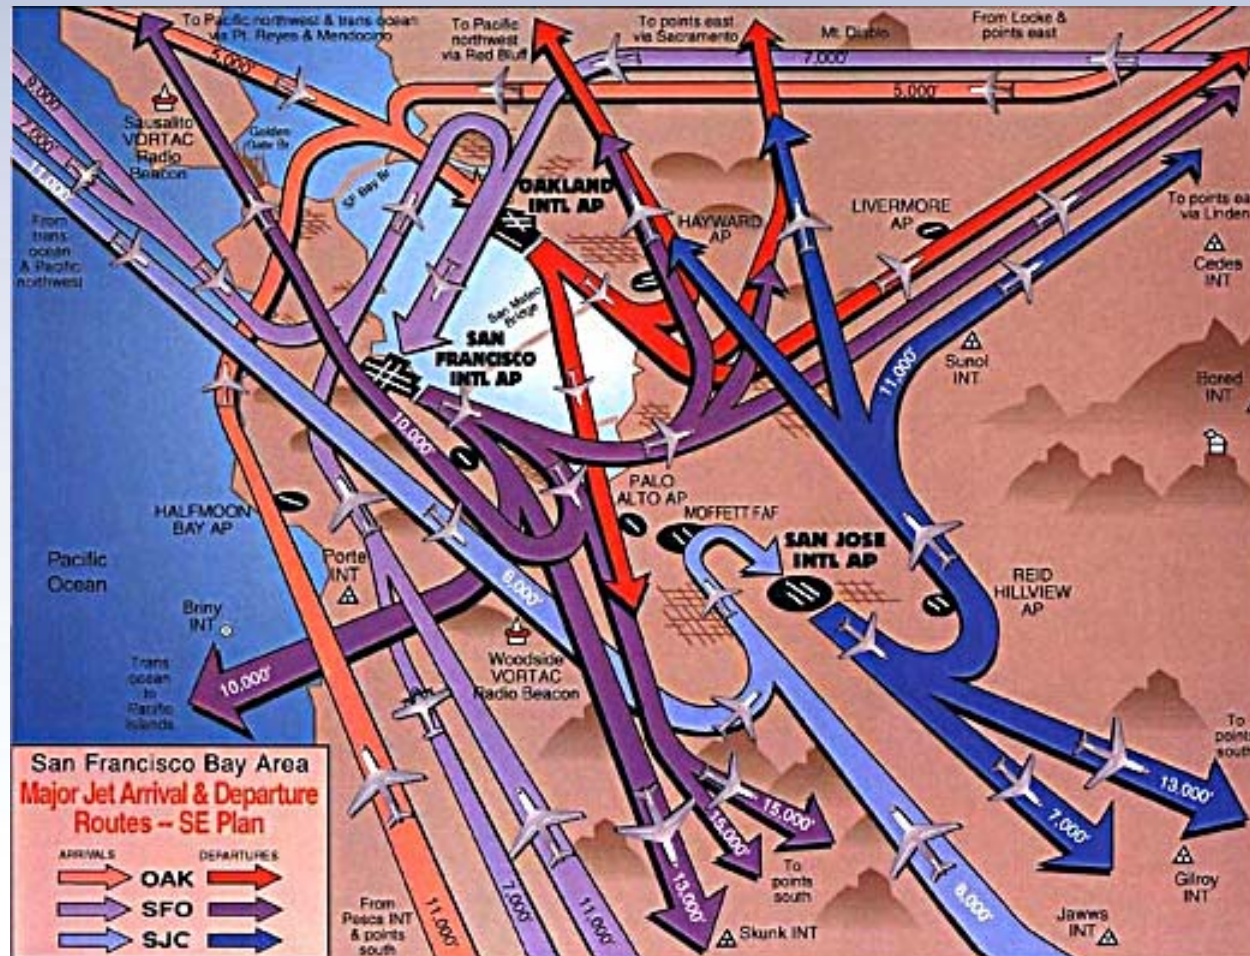 To Pacific northwest & trans ocean
via Pt. Reyes & Mendocino
To Pacific
northwest
via Red Bluff
To points east
via Sacramento
Mt. Diablo
From Locke &
points east
5,000'
7,000'
5,000'
9,000'
7,000'
11,000'
Sausalito
VORTAC
Radio
Beacon
Golden
Gate Br.
SF Bay Br
OAKLAND
INTL AP
HAYWARD
AP
LIVERMORE
AP
To points east
via Linden
Cedes
INT
From
trans
ocean
& Pacific
northwest
San Mateo
Bridge
SAN
FRANCISCO
INTL AP
Sunol
INT
Bored
INT
11,000'
10,000'
HALFMOON
BAY AP
PALO
ALTO AP
MOFFETT FAF
SAN JOSE
INTL AP
REID
HILLVIEW
AP
Pacific
Ocean
Porte
INT
6,000'
Briny
INT
Woodside
VORTAC
Radio Beacon
Trans
ocean
to
Pacific
Islands
10,000'
To
points
south
13,000'
7,000'
15,000'
15,000'
To
points
south
13,000'
Gilroy
INT
Jawws
INT
8,000'
Skunk INT
From
Pesca INT
& points
south
11,000'
7,000'
11,000'
San Francisco Bay Area
Major Jet Arrival & Departure
Routes – SE Plan
ARRIVALS DEPARTURES
OAK
SFO
SJC